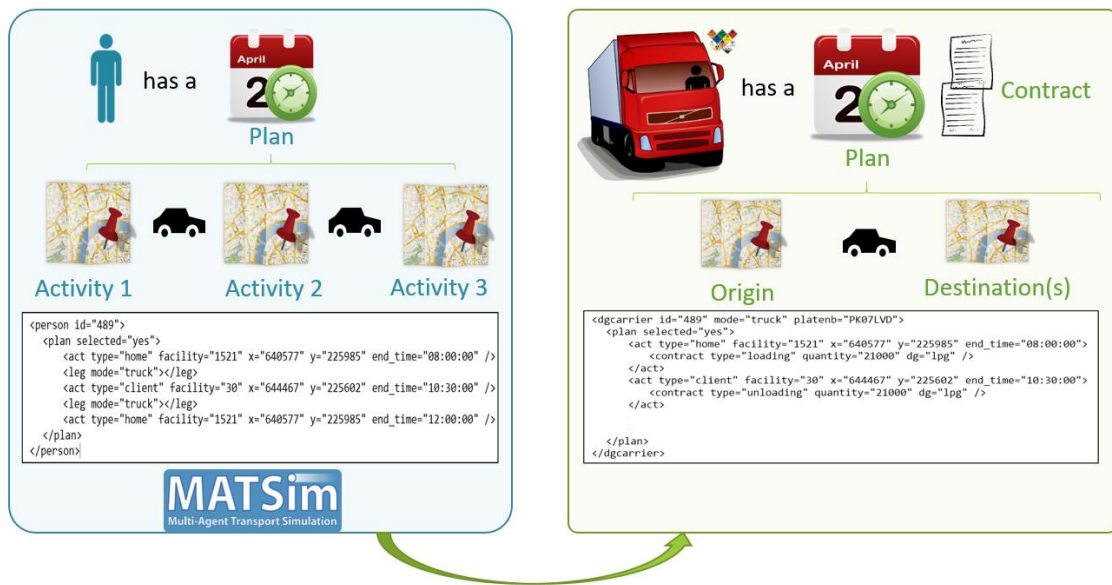 April
2
has a
Plan
Activity 1
Activity 2
Activity 3
<person id="489">
<plan selected="yes">
<act type="home" facility="1521" x="640577" y="225985" end_time="08:00:00" />
<leg mode="truck"></leg>
<act type="client" facility="30" x="644467" y="225602" end_time="10:30:00" />
<leg mode="truck"></leg>
<act type="home" facility="1521" x="640577" y="225985" end_time="12:00:00" />
</plan>
</person>
MATSim
Multi-Agent Transport Simulation
April
2
has a
Contract
Plan
Origin
Destination(s)
<dgcarrier id="489" mode="truck" platenb="PK07LVD">
<plan selected="yes">
<act type="home" facility="1521" x="640577" y="225985" end_time="08:00:00">
<contract type="loading" quantity="21000" dg="lpg" />
</act>
<act type="client" facility="30" x="644467" y="225602" end_time="10:30:00">
<contract type="unloading" quantity="21000" dg="lpg" />
</act>
</plan>
</dgcarrier>